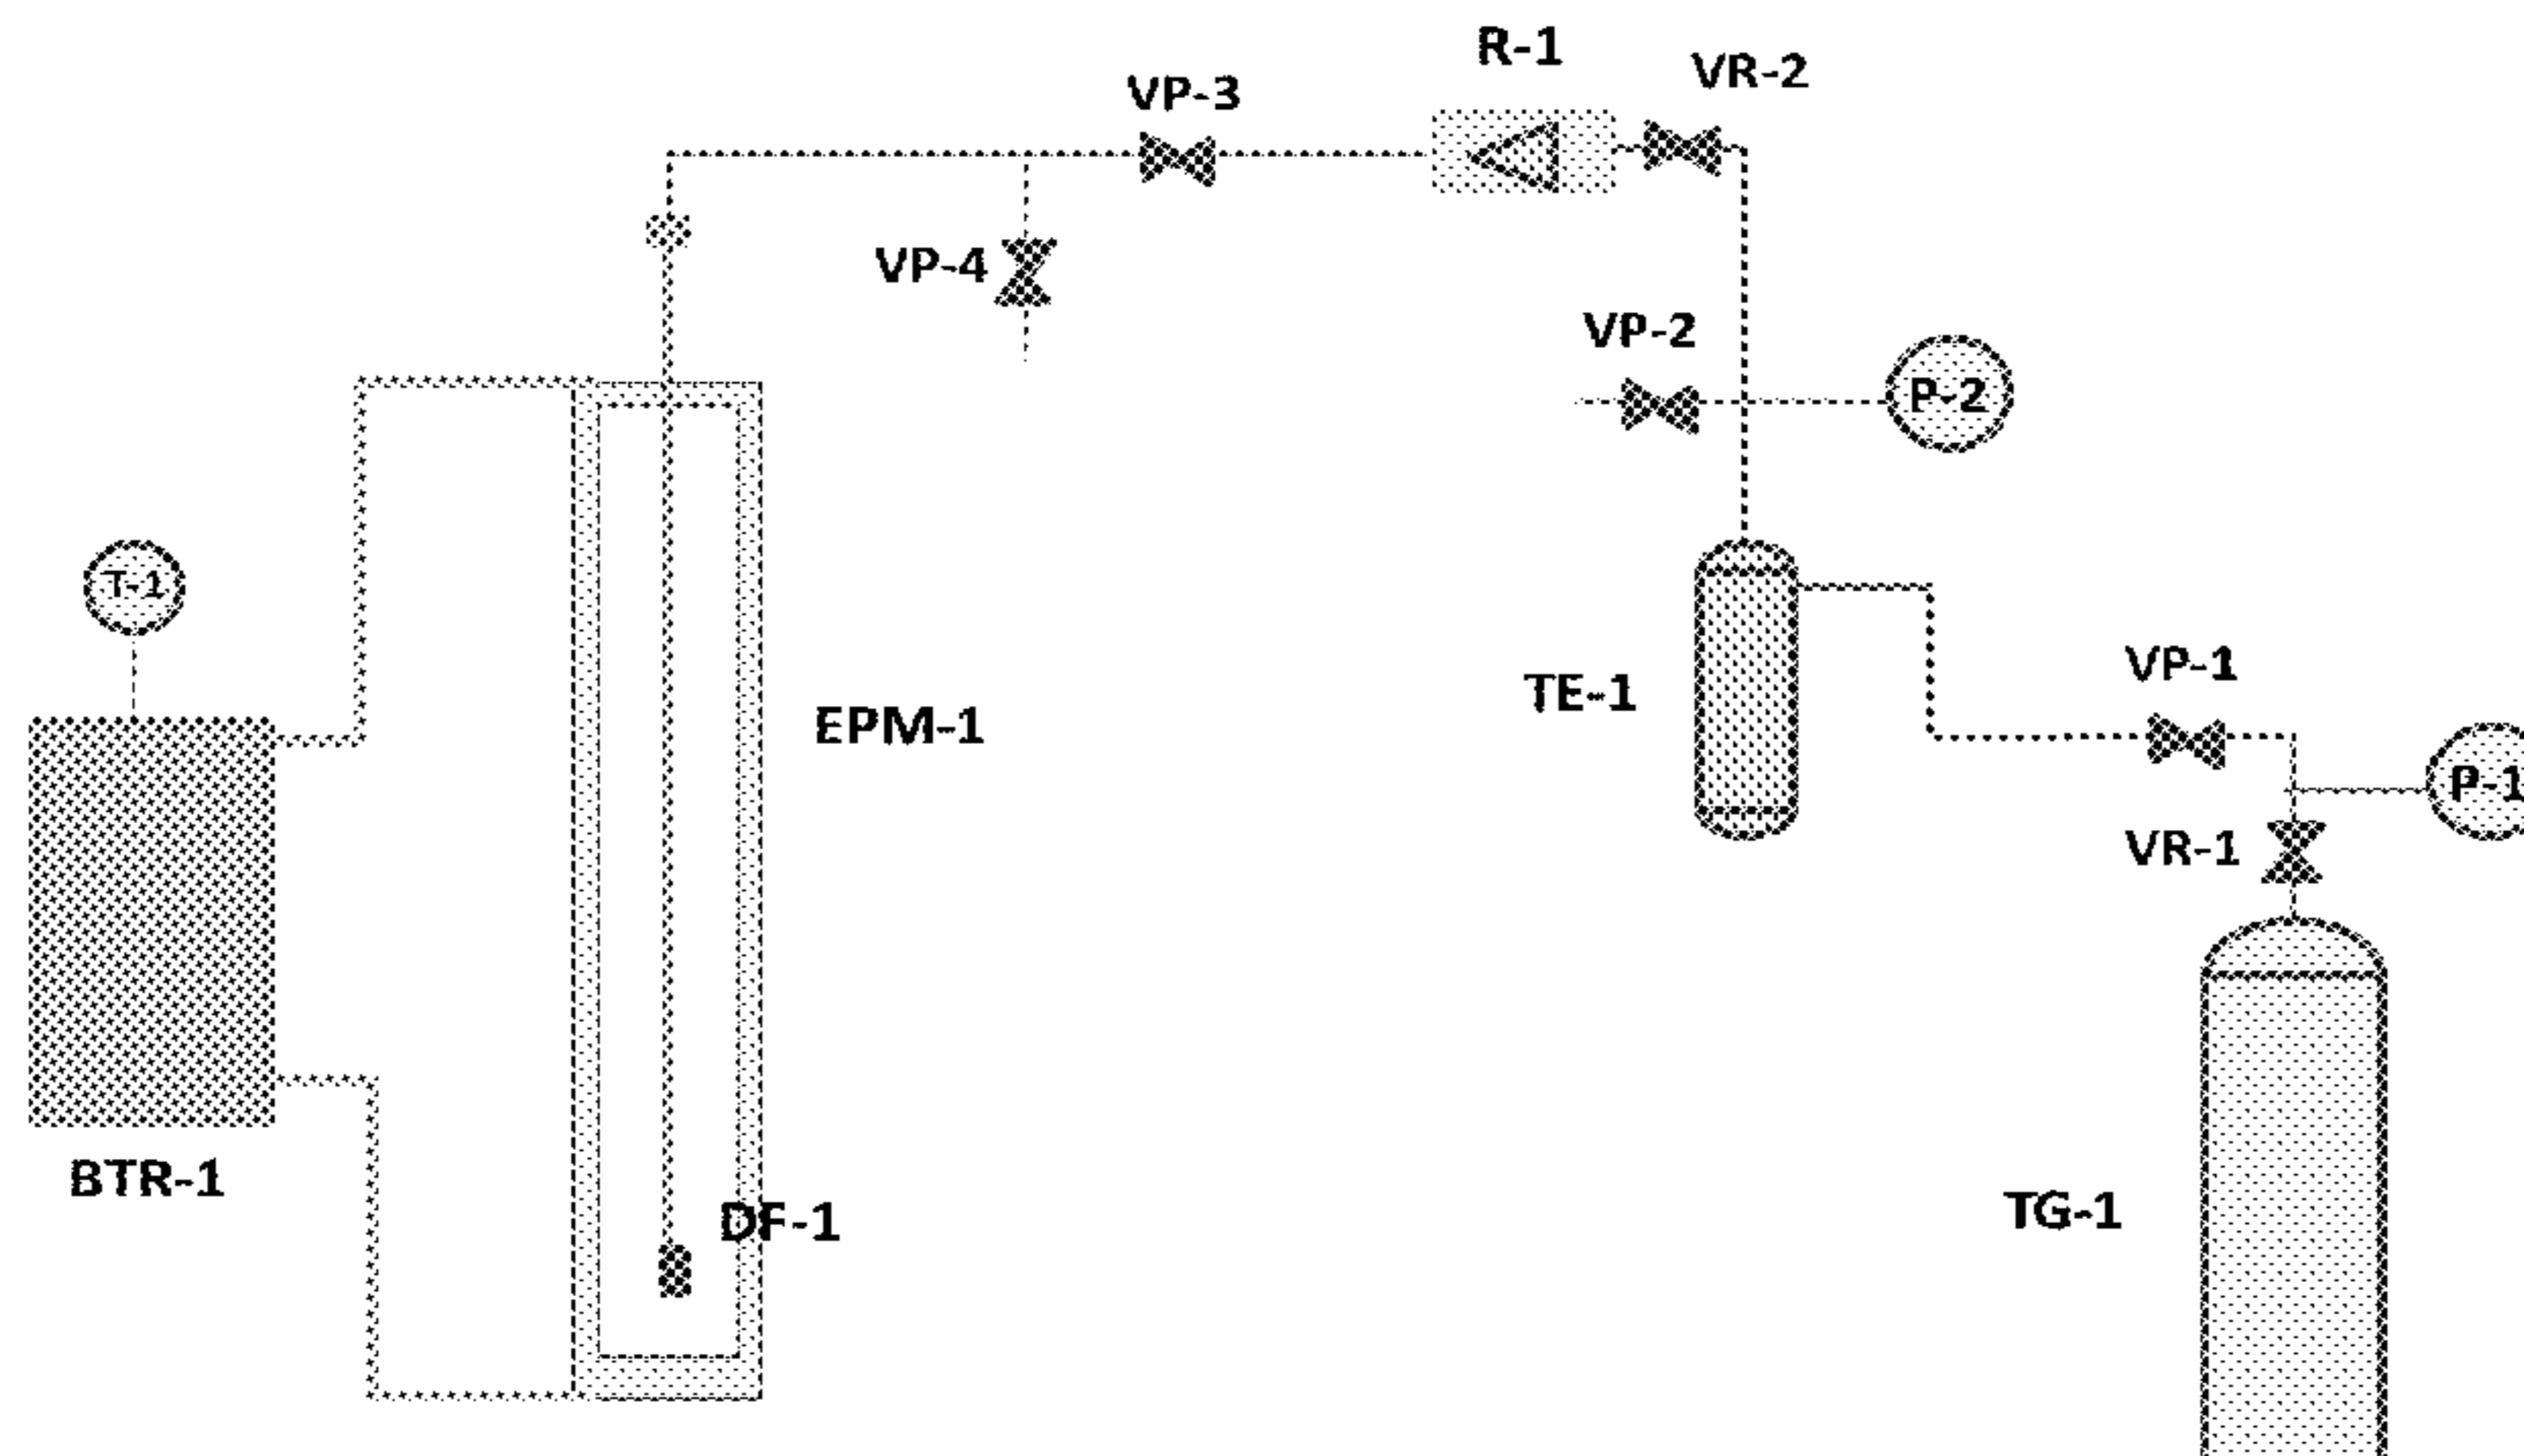 R-1
VR-2
VP-3
VP-4
VP-2
P-2
T-1
VP-1
TE-1
EPM-1
P-1
VR-1
BTR-1
TG-1
DF-1